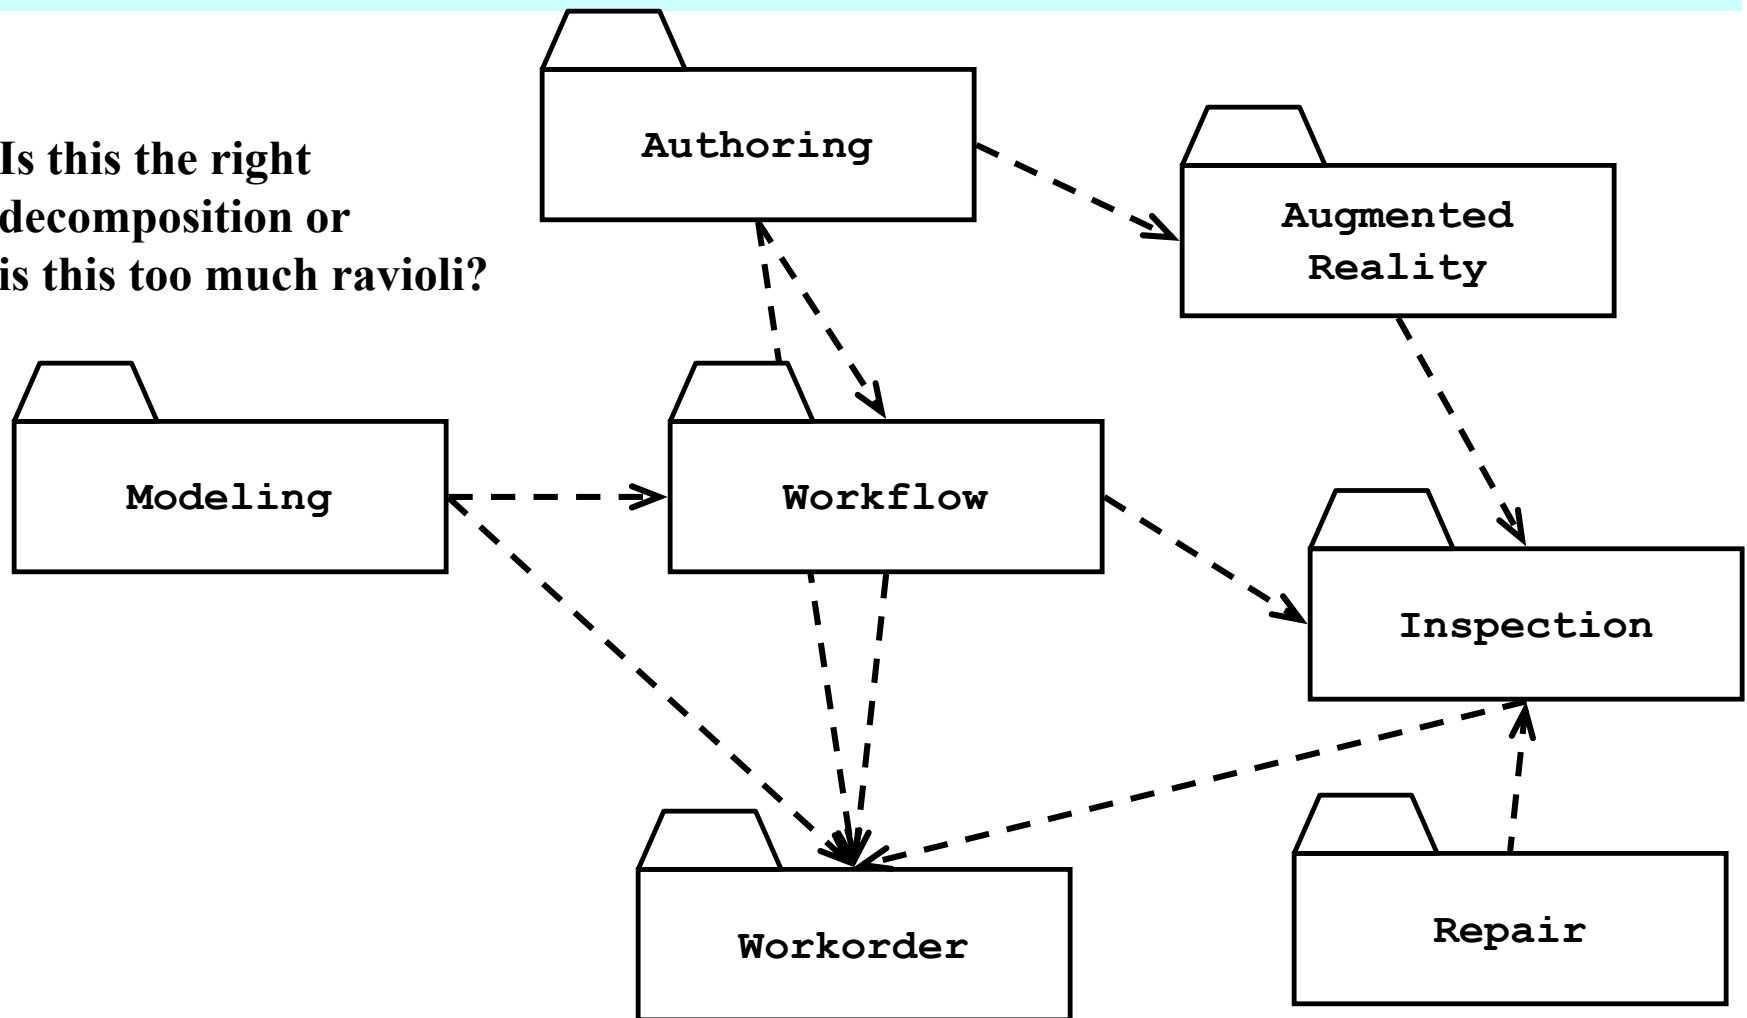 Authoring
Is this the right
decomposition or
is this too much ravioli?
Augmented
Reality
Modeling
Workflow
Inspection
Workorder
Repair